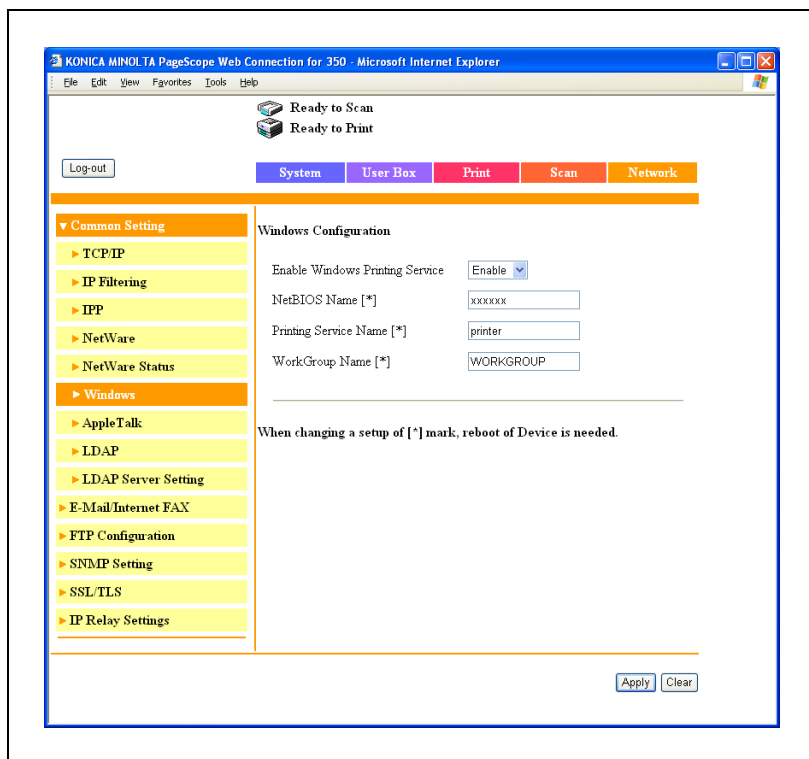 KONICA MINOLTA PageScope Web Connection for 350 - Microsoft Internet Explorer
File Edit View Favorites Tools Help
Ready to Scan
Ready to Print
Log-out
System User Box Print Scan Network
Common Setting
TCP/IP
IP Filtering
IPP
NetWare
NetWare Status
Windows
AppleTalk
LDAP
LDAP Server Setting
E-Mail/Internet FAX
FTP Configuration
SNMP Setting
SSL/TLS
IP Relay Settings
Windows Configuration
Enable Windows Printing Service Enable
NetBIOS Name [*] xxxxxx
Printing Service Name [*] printer
WorkGroup Name [*] WORKGROUP
When changing a setup of [*] mark, reboot of Device is needed.
Apply Clear